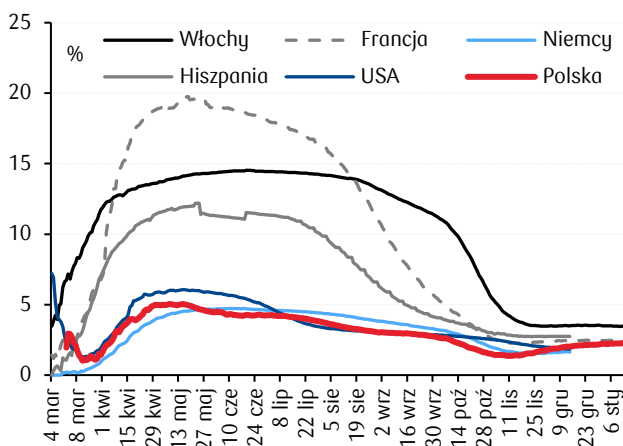 25
20
15
10
5
0
%
Włochy
Francja
Niemcy
Hiszpania
USA
Polska
4 mar
18 mar
1 kwi
15 kwi
29 kwi
13 maj
27 maj
10 cze
24 cze
8 lip
22 lip
5 sie
19 sie
2 wrz
16 wrz
30 wrz
14 paź
28 paź
11 lis
25 lis
9 gru
23 gru
6 sty